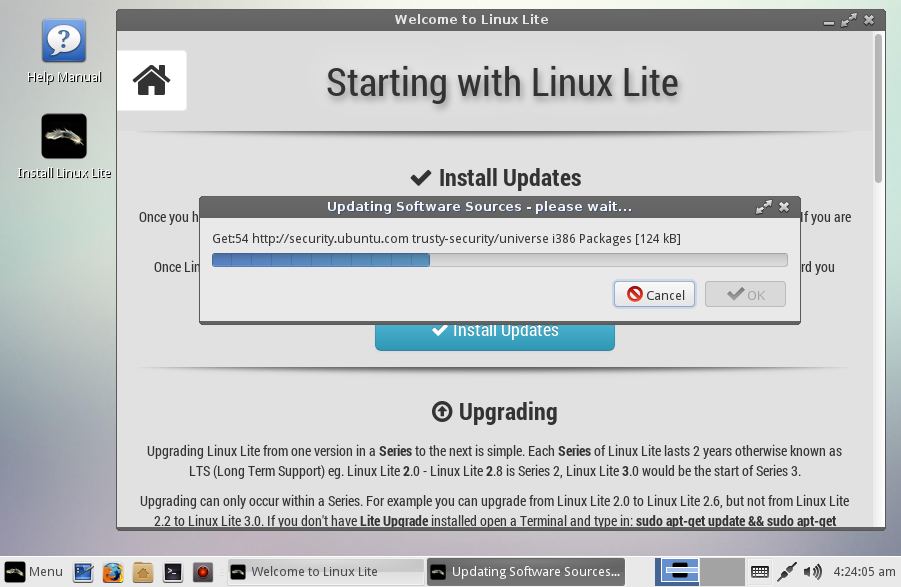 Welcome to Linux Lite
Help Manual
Install Linux Lite
Starting with Linux Lite
Install Updates
Once you h
If you are
Once Lin
rd you
Updating Software Sources - please wait...
Get:54 http://security.ubuntu.com trusty-security/universe i386 Packages [124 kB]
Cancel
OK
Install Updates
Upgrading
Upgrading Linux Lite from one version in a Series to the next is simple. Each Series of Linux Lite lasts 2 years otherwise known as
LTS (Long Term Support) eg. Linux Lite 2.0 - Linux Lite 2.8 is Series 2, Linux Lite 3.0 would be the start of Series 3.
Upgrading can only occur within a Series. For example you can upgrade from Linux Lite 2.0 to Linux Lite 2.6, but not from Linux Lite
2.2 to Linux Lite 3.0. If you don't have Lite Upgrade installed open a Terminal and type in: sudo apt-get update && sudo apt-get
Menu
Welcome to Linux Lite
Updating Software Sources...
4:24:05 am